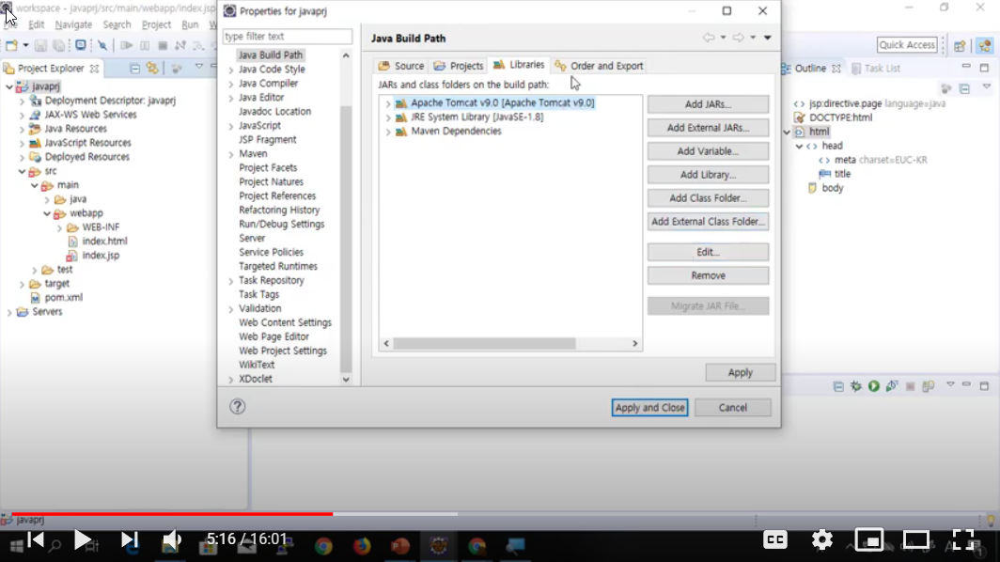 workspace - javaprj/src/main/webapp/index.jsp
Edit Navigate Search Project Run
Quick Access
Project Explorer
javaprj
Deployment Descriptor: javaprj
JAX-WS Web Services
Java Resources
JavaScript Resources
Deployed Resources
src
main
java
webapp
WEB-INF
index.html
index.jsp
test
target
pom.xml
Servers
Properties for javaprj
type filter text
Java Build Path
Java Code Style
Java Compiler
Java Editor
Javadoc Location
JavaScript
JSP Fragment
Maven
Project Facets
Project Natures
Project References
Refactoring History
Run/Debug Settings
Server
Service Policies
Targeted Runtimes
Task Repository
Task Tags
Validation
Web Content Settings
Web Page Editor
Web Project Settings
WikiText
XDoclet
Java Build Path
Source Projects Libraries Order and Export
JARs and class folders on the build path:
Apache Tomcat v9.0 [Apache Tomcat v9.0]
JRE System Library [JavaSE-1.8]
Maven Dependencies
Add JARs...
Add External JARs...
Add Variable...
Add Library...
Add Class Folder...
Add External Class Folder...
Edit...
Remove
Migrate JAR File...
Apply
Apply and Close
Cancel
Outline Task List
jsp:directive.page language=java
DOCTYPE:html
html
head
meta charset=EUC-KR
title
body
javaprj
5:16 / 16:01
CC